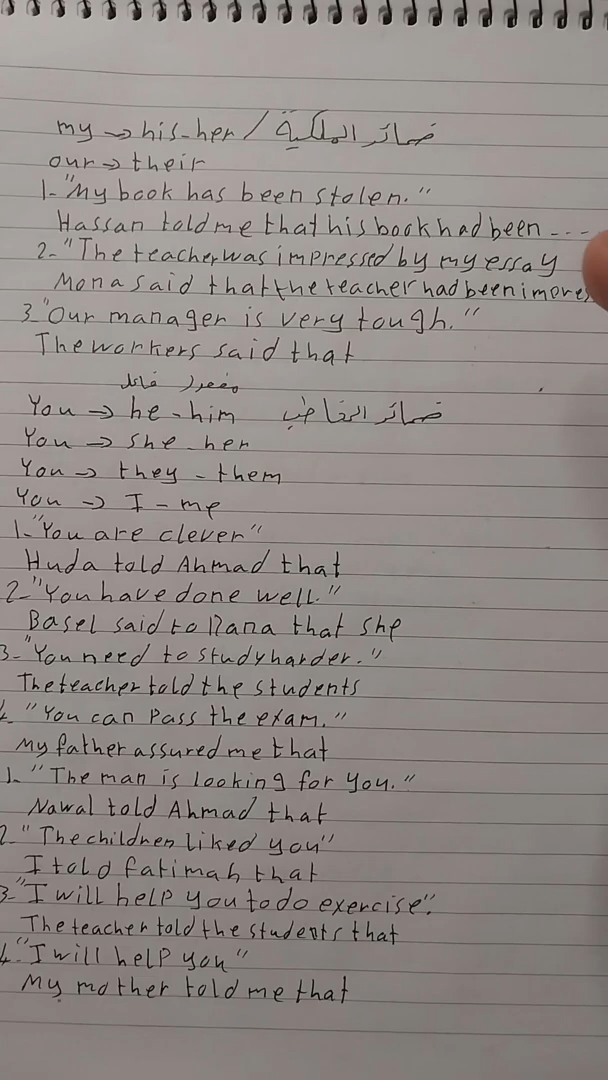 my → his - her / ضمائر الملكية
our → their
1- "My book has been stolen."
Hassan told me that his book had been ---
2- "The teacher was impressed by my essay
Mona said that the teacher had been
3- "Our manager is very tough."
The workers said that
مفعول فاعل
You → he - him ضمائر المخاطب
You → she - her
You → they - them
You → I - me
1- "You are clever"
Huda told Ahmad that
2- "You have done well."
Basel said to Rana that she
3- "You need to study harder."
The teacher told the students
4. "You can pass the exam."
My father assured me that
1- "The man is looking for you."
Nawal told Ahmad that
2- "The children liked you"
I told fatimah that
3- "I will help you to do exercise".
The teacher told the students that
4- "I will help you"
My mother told me that